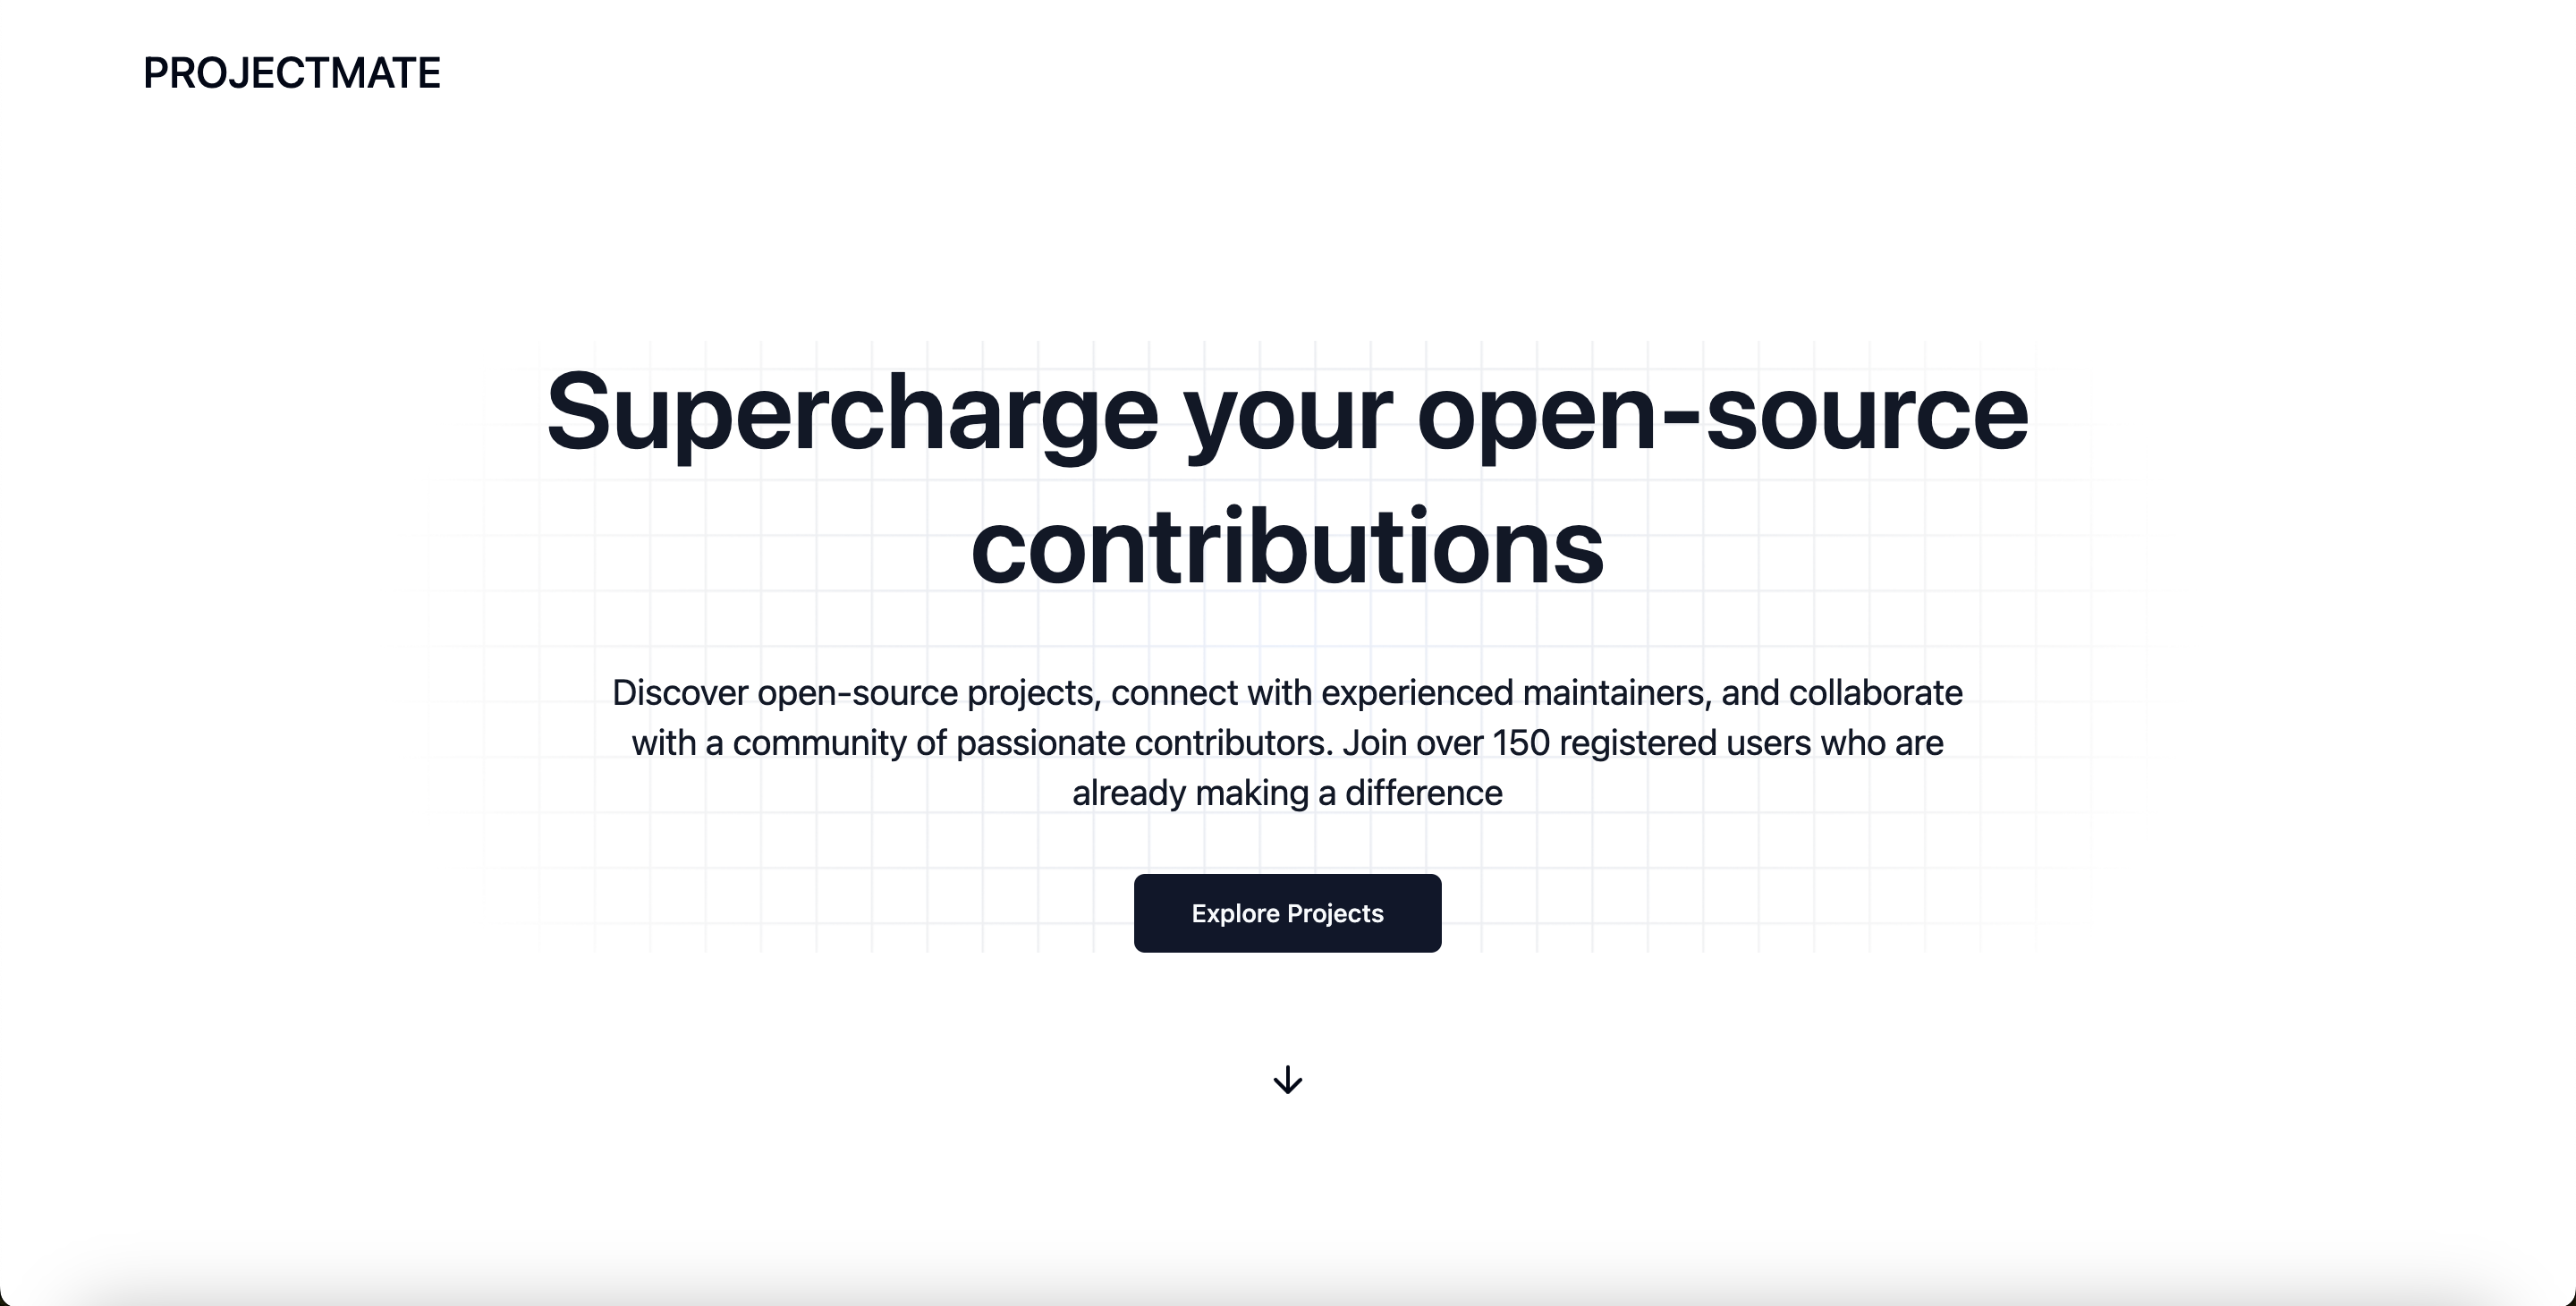 PROJECTMATE
Supercharge your open-source
contributions
Discover open-source projects, connect with experienced maintainers, and collaborate
with a community of passionate contributors. Join over 150 registered users who are
already making a difference
Explore Projects